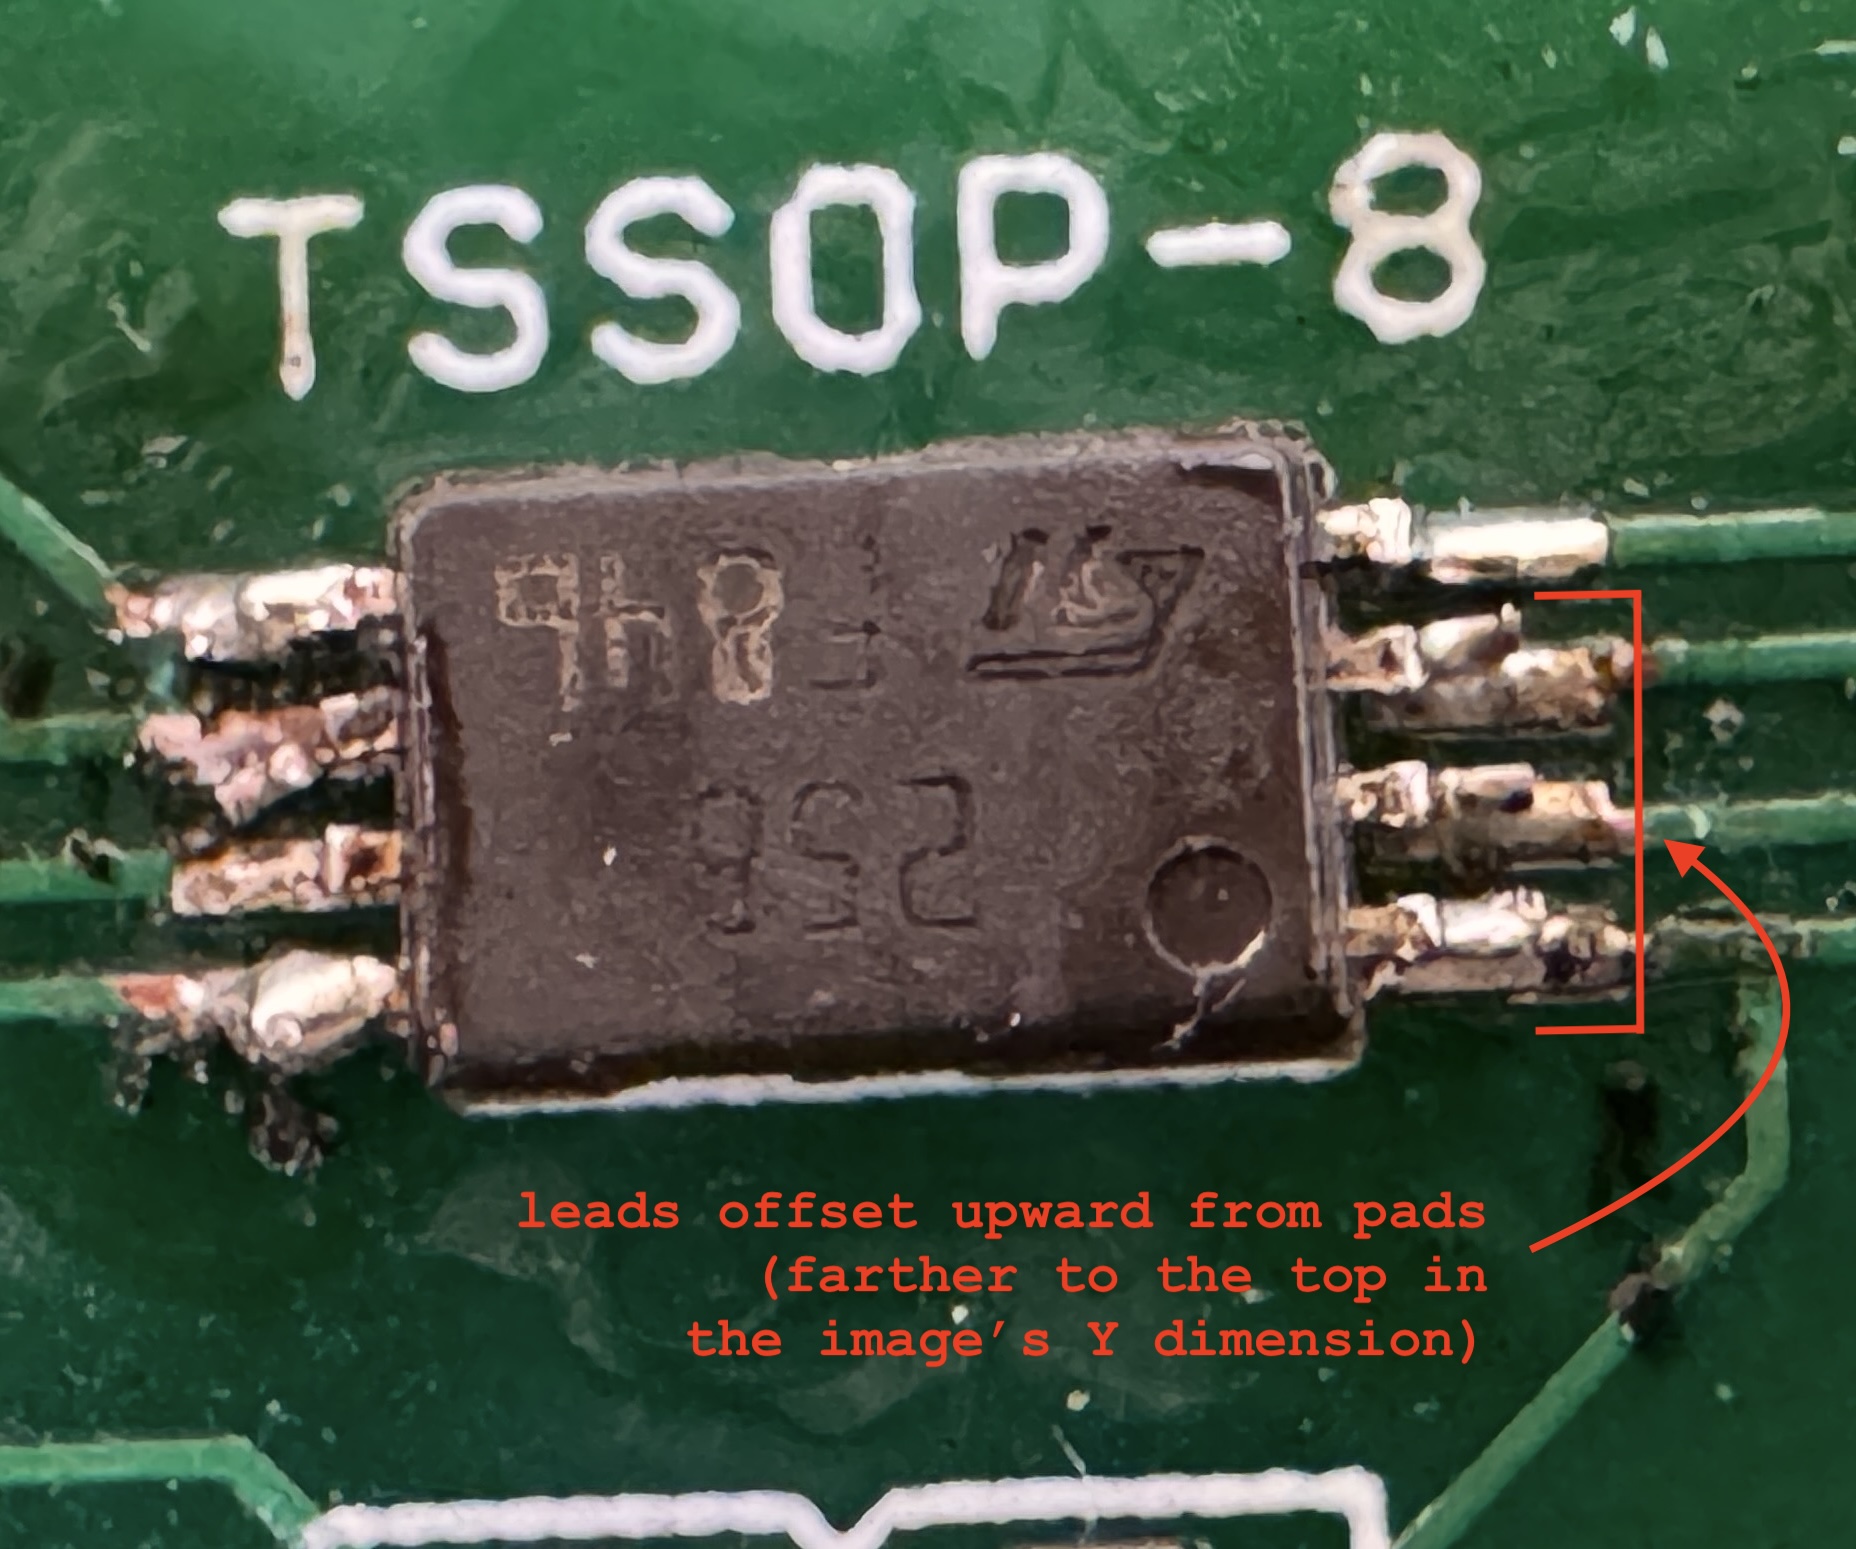 TSSOP-8
leads offset upward from pads
(farther to the top in
the image’s Y dimension)